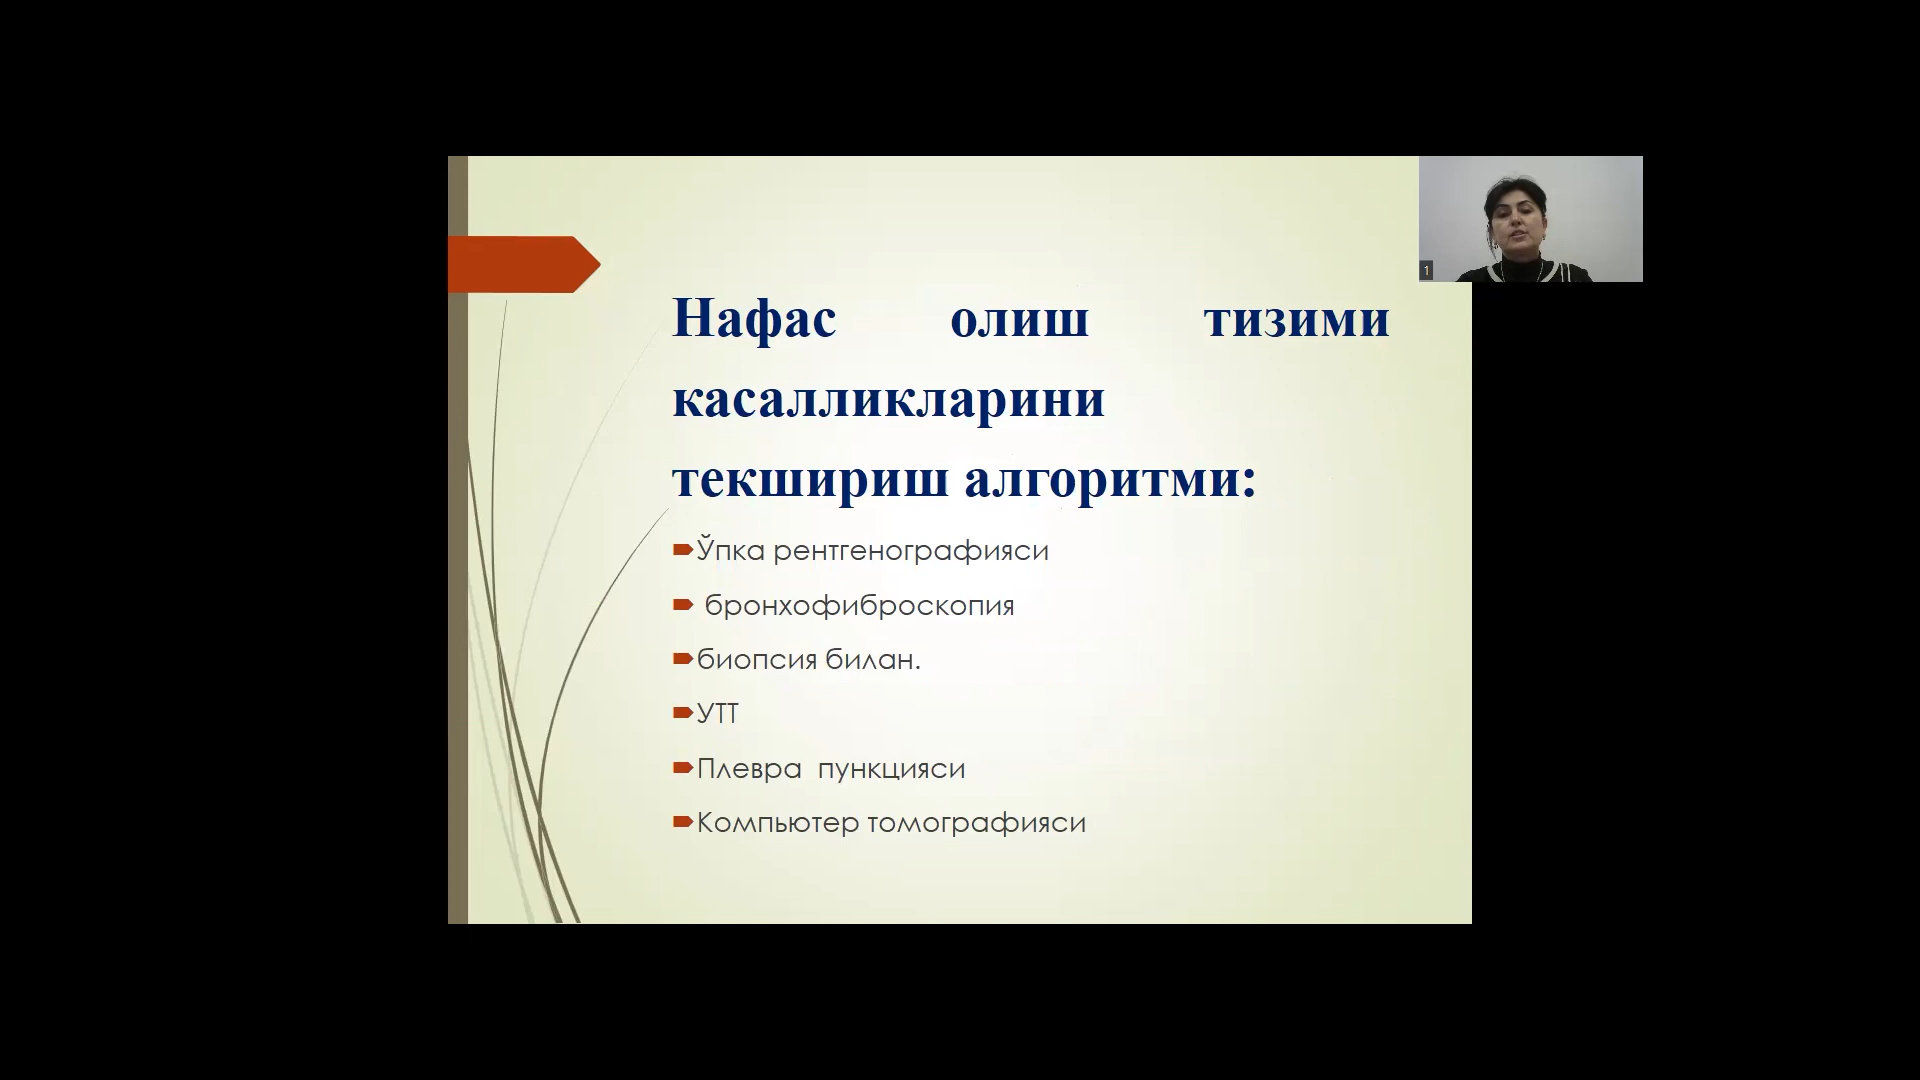 Нафас олиш тизими
касалликларини
текшириш алгоритми:
Ўпка рентгенографияси
бронхофиброскопия
биопсия билан.
УТТ
Плевра пункцияси
Компьютер томографияси
1